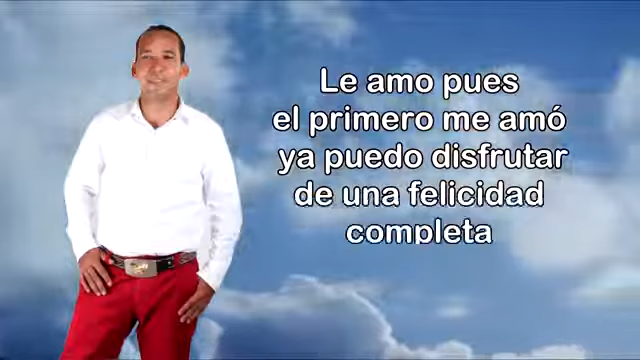 Le amo pues
el primero me amó
ya puedo disfrutar
de una felicidad
completa